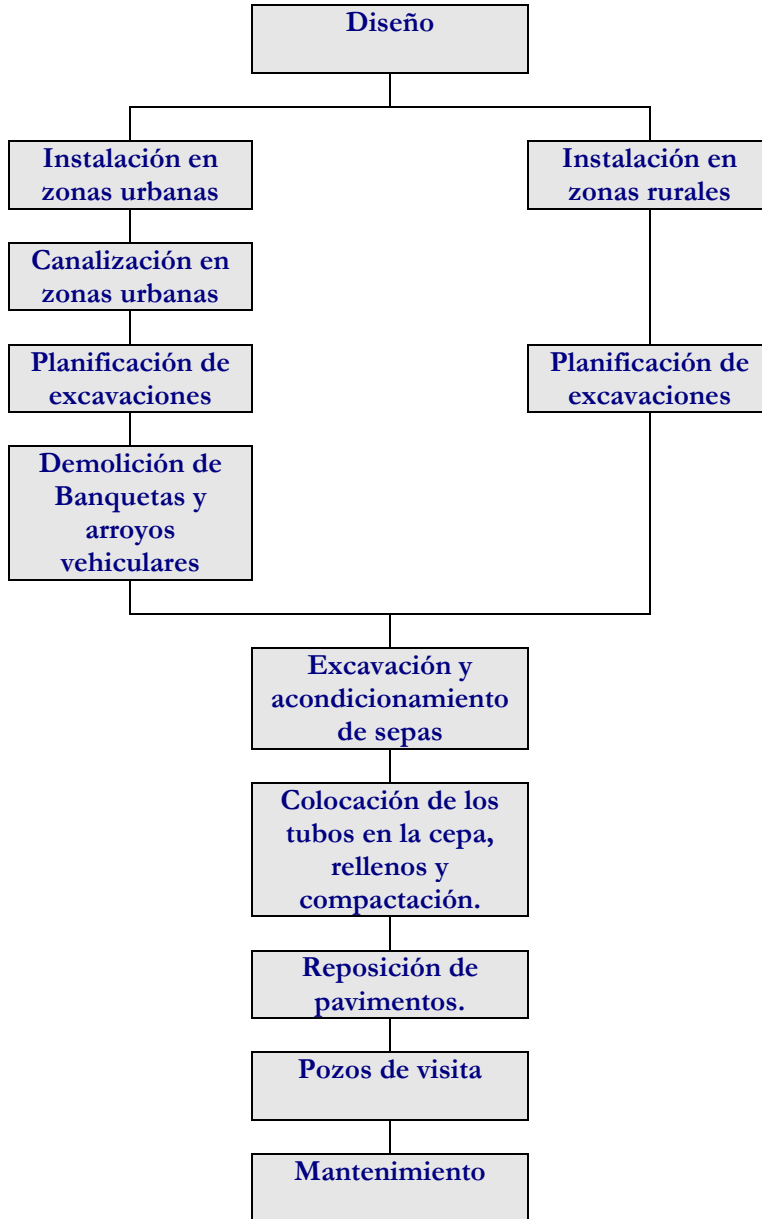 Diseño
Instalación en
zonas urbanas
Instalación en
zonas rurales
Canalización en
zonas urbanas
Planificación de
excavaciones
Planificación de
excavaciones
Demolición de
Banquetas y
arroyos
vehiculares
Excavación y
acondicionamiento
de sepas
Colocación de los
tubos en la cepa,
rellenos y
compactación.
Reposición de
pavimentos.
Pozos de visita
Mantenimiento